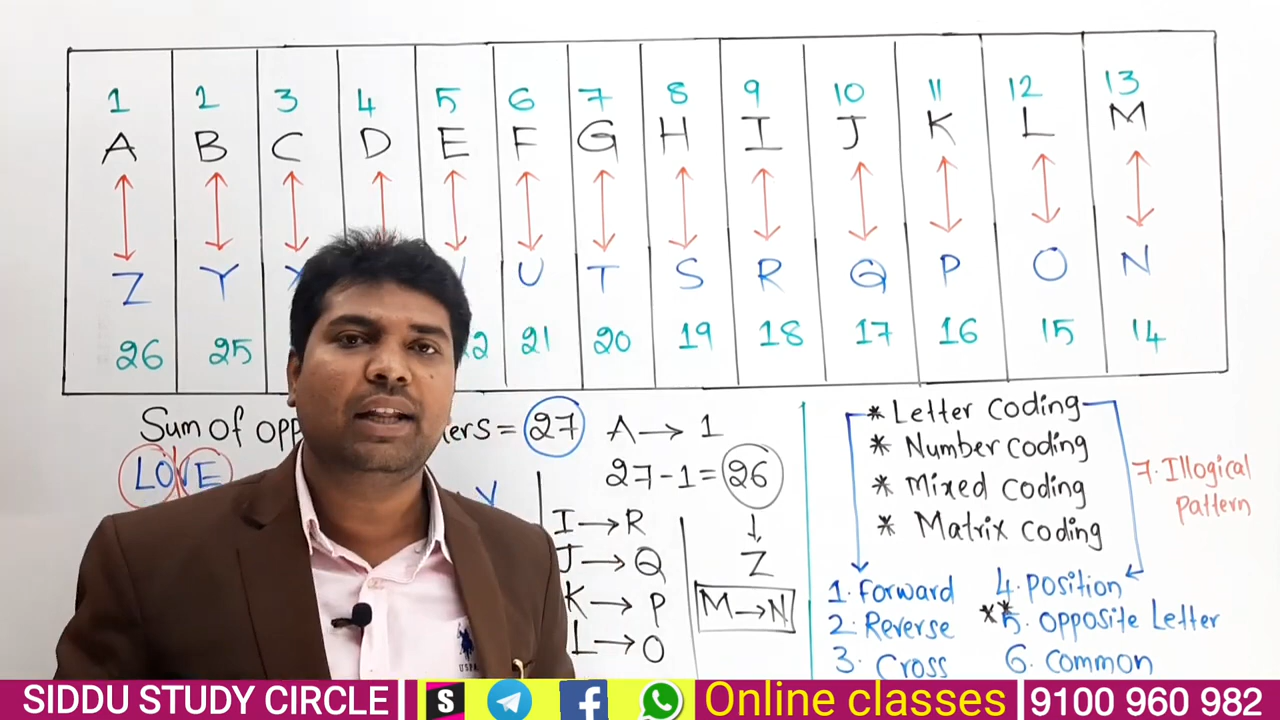 1 2 3 4 5 6 7 8 9 10 11 12 13
A B C D E F G H I J K L M
Z Y U T S R Q P O N
26 25 21 20 19 18 17 16 15 14
Sum of = 27
LOVE
A → 1
27-1= 26
↓
Z
M→N
I→R
J→Q
K→P
L→O
* Letter coding
* Number coding
* Mixed coding
* Matrix coding
7. Illogical
pattern
1. Forward
2. Reverse
3. Cross
4. position
** 5. opposite Letter
6. common
USPA
SIDDU STUDY CIRCLE S Online classes 9100 960 982